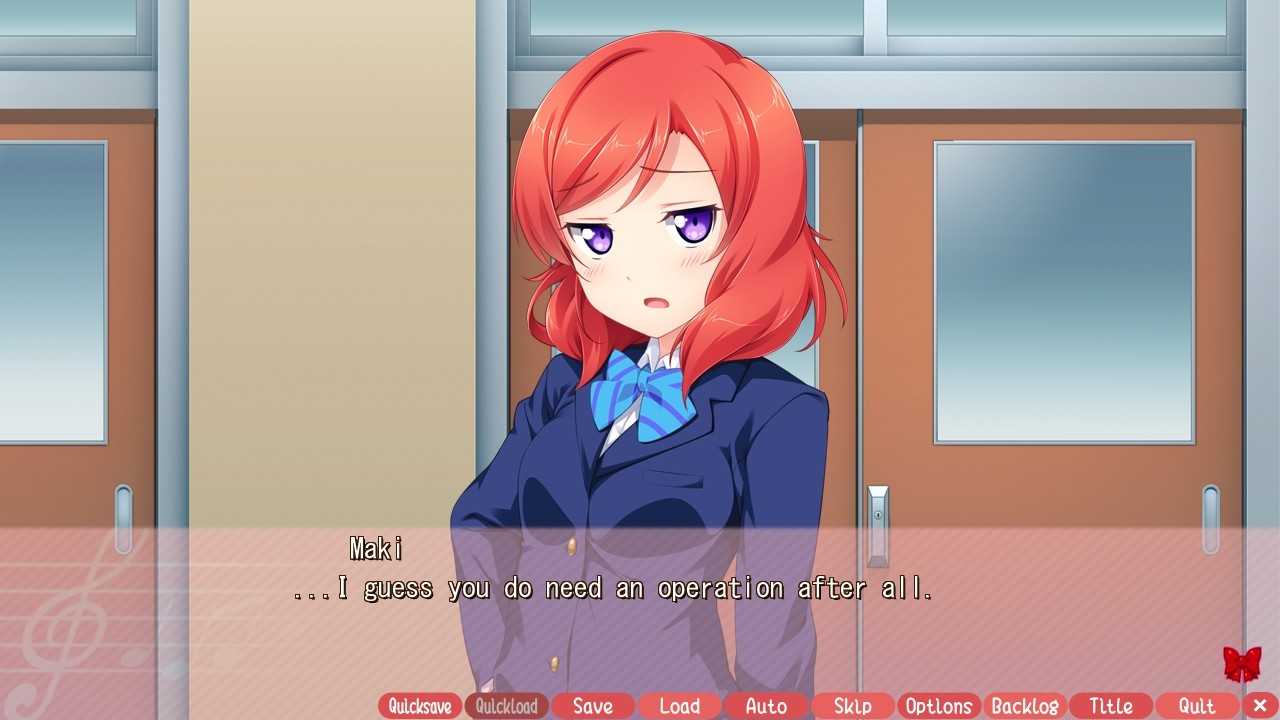 Maki
...I guess you do need an operation after all.
Quicksave Quickload Save Load Auto Skip Options Backlog Title Quit